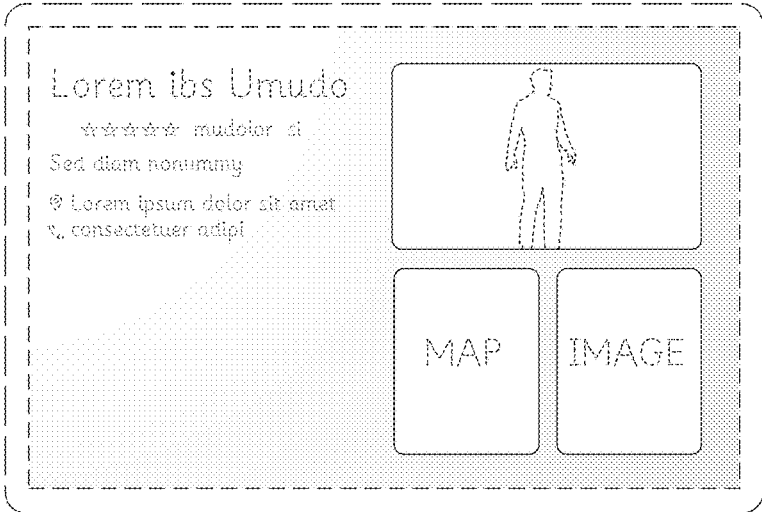 Lorem ibs Umudo
☆☆☆☆☆ mudolor si
Sed diam nonummy
Lorem ipsum dolor sit amet
consectetuer adipi
MAP
IMAGE